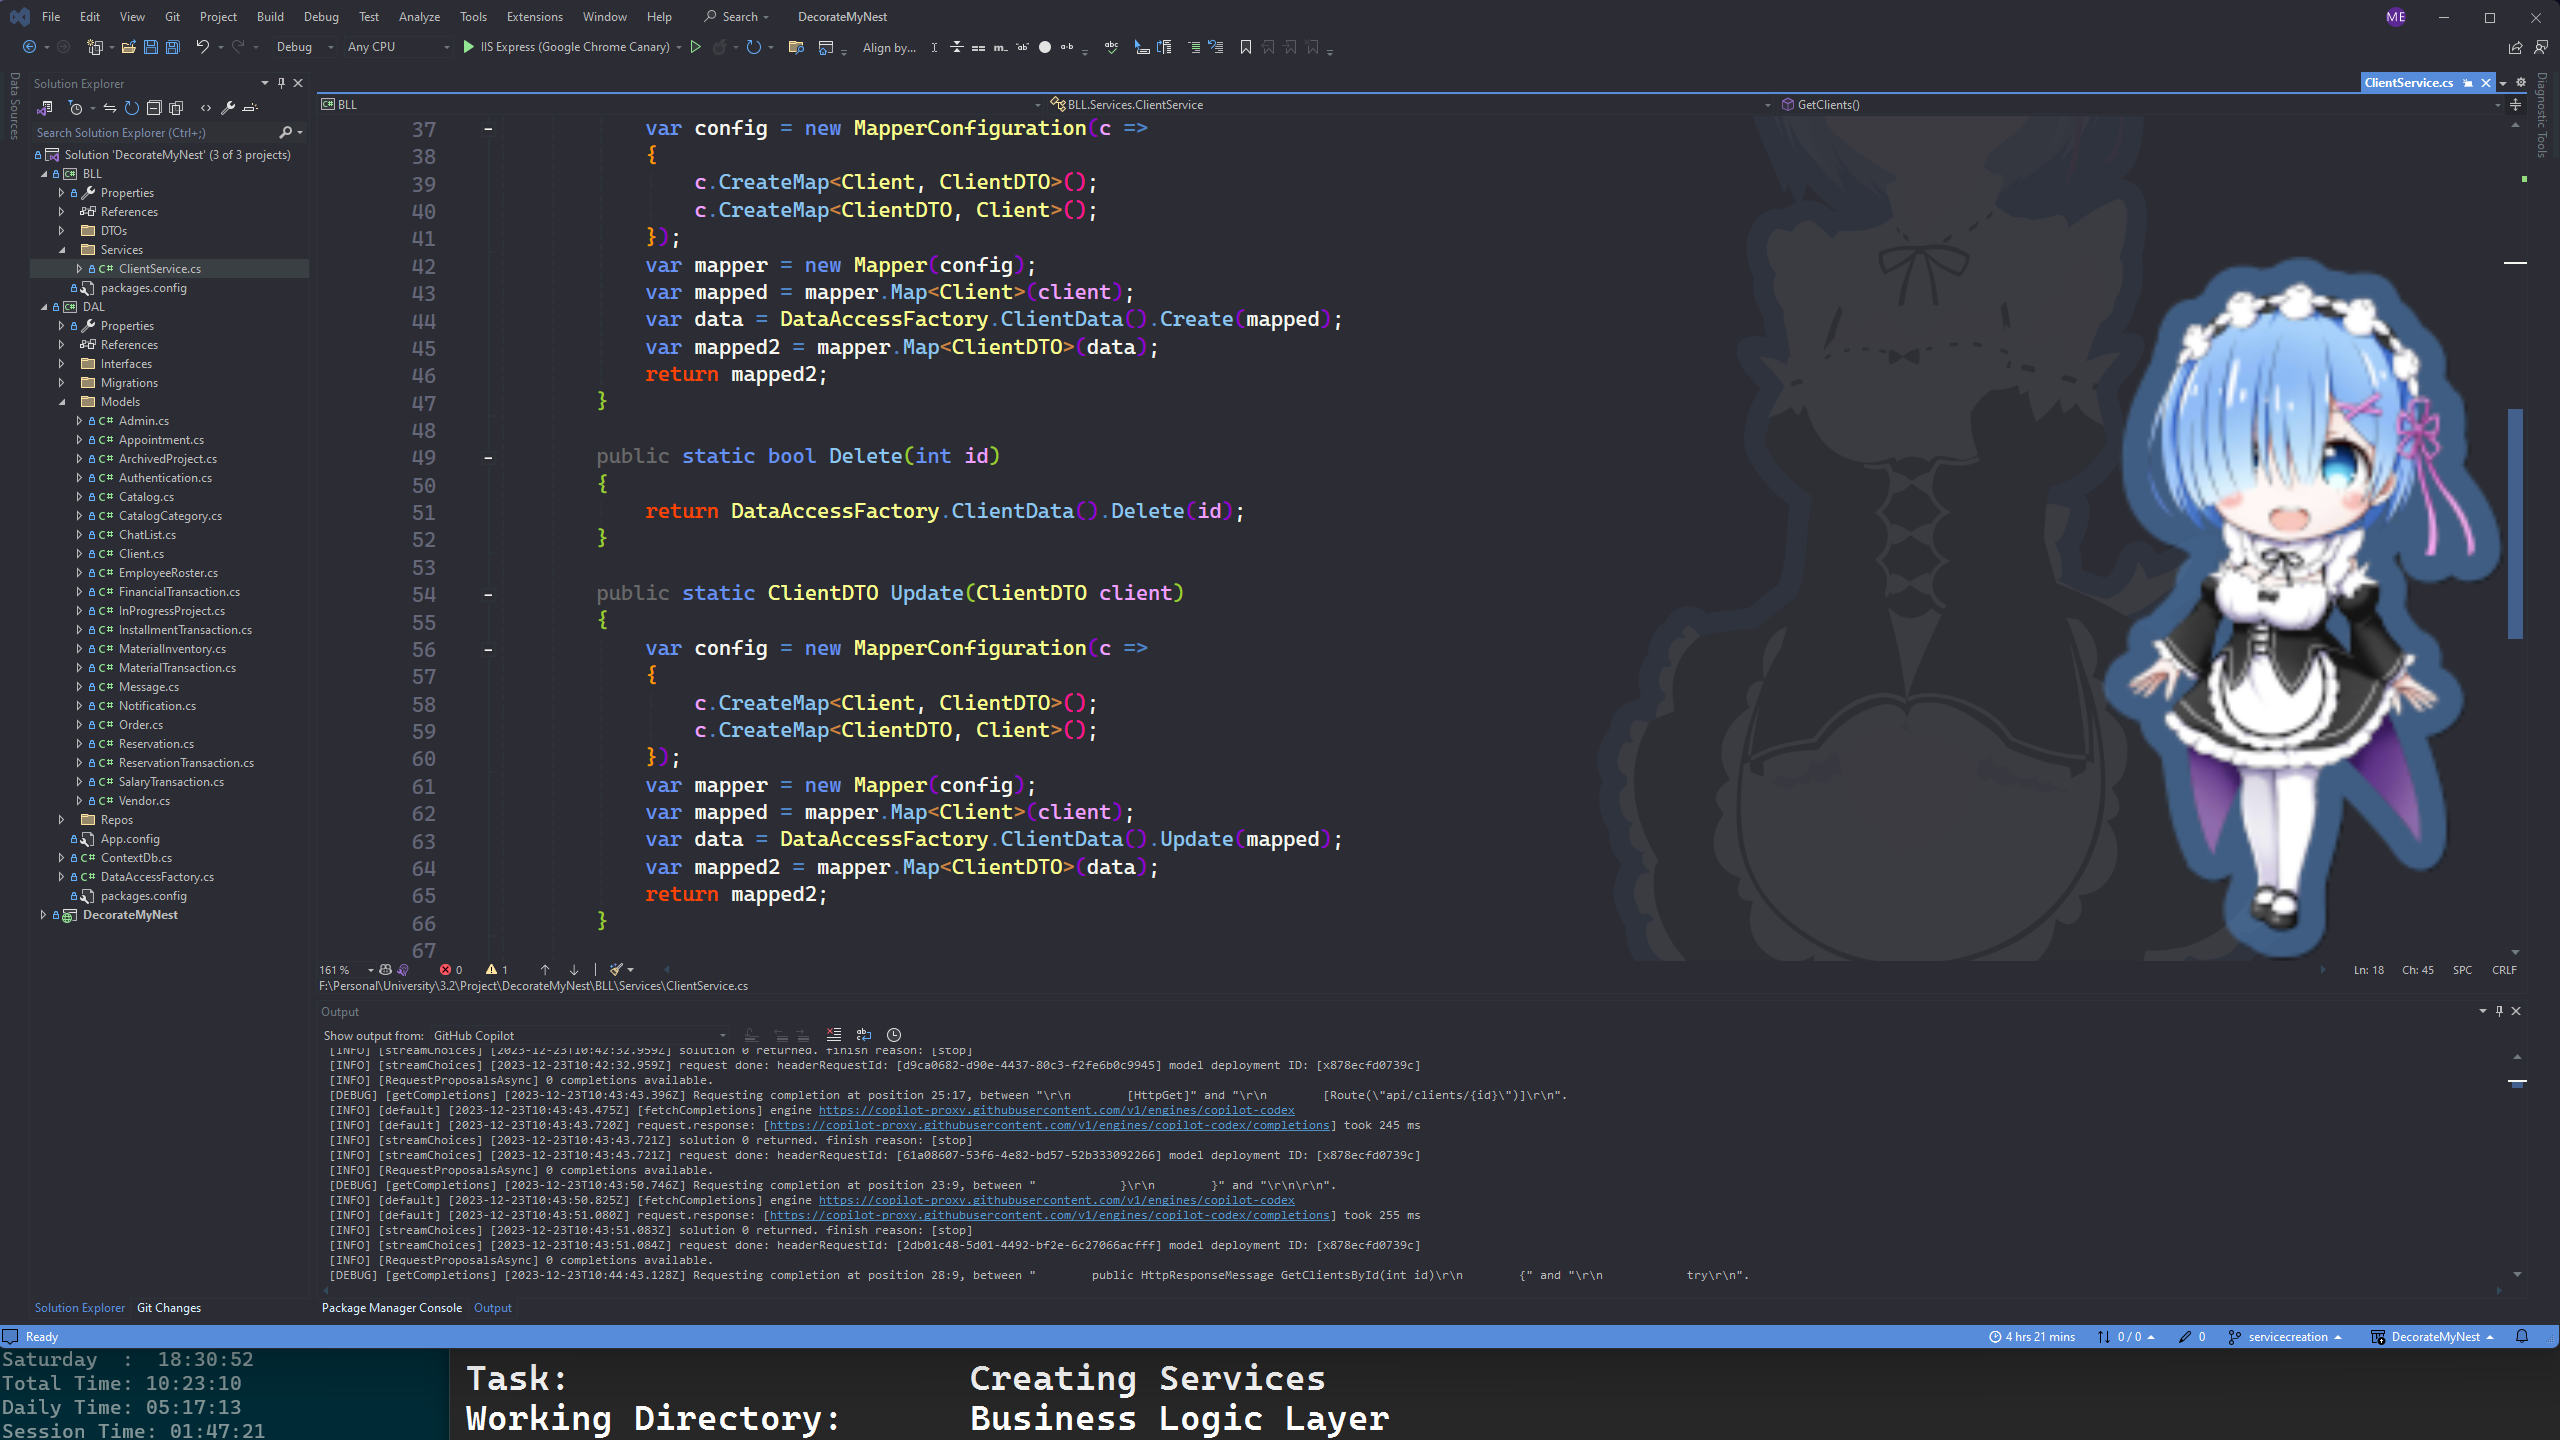 File Edit View Git Project Build Debug Test Analyze Tools Extensions Window Help Search DecorateMyNest ME
Debug Any CPU IIS Express (Google Chrome Canary) Align by...
Data Sources
Solution Explorer
Search Solution Explorer (Ctrl+;)
Solution 'DecorateMyNest' (3 of 3 projects)
BLL
Properties
References
DTOs
Services
C# ClientService.cs
packages.config
DAL
Properties
References
Interfaces
Migrations
Models
C# Admin.cs
C# Appointment.cs
C# ArchivedProject.cs
C# Authentication.cs
C# Catalog.cs
C# CatalogCategory.cs
C# ChatList.cs
C# Client.cs
C# EmployeeRoster.cs
C# FinancialTransaction.cs
C# InProgressProject.cs
C# InstallmentTransaction.cs
C# MaterialInventory.cs
C# MaterialTransaction.cs
C# Message.cs
C# Notification.cs
C# Order.cs
C# Reservation.cs
C# ReservationTransaction.cs
C# SalaryTransaction.cs
C# Vendor.cs
Repos
App.config
C# ContextDb.cs
C# DataAccessFactory.cs
packages.config
DecorateMyNest
Solution Explorer Git Changes
ClientService.cs
Diagnostic Tools
BLL BLL.Services.ClientService GetClients()
37 var config = new MapperConfiguration(c =>
38 {
39 c.CreateMap<Client, ClientDTO>();
40 c.CreateMap<ClientDTO, Client>();
41 });
42 var mapper = new Mapper(config);
43 var mapped = mapper.Map<Client>(client);
44 var data = DataAccessFactory.ClientData().Create(mapped);
45 var mapped2 = mapper.Map<ClientDTO>(data);
46 return mapped2;
47 }
48
49 public static bool Delete(int id)
50 {
51 return DataAccessFactory.ClientData().Delete(id);
52 }
53
54 public static ClientDTO Update(ClientDTO client)
55 {
56 var config = new MapperConfiguration(c =>
57 {
58 c.CreateMap<Client, ClientDTO>();
59 c.CreateMap<ClientDTO, Client>();
60 });
61 var mapper = new Mapper(config);
62 var mapped = mapper.Map<Client>(client);
63 var data = DataAccessFactory.ClientData().Update(mapped);
64 var mapped2 = mapper.Map<ClientDTO>(data);
65 return mapped2;
66 }
67
161 % 0 1 Ln: 18 Ch: 45 SPC CRLF
F:\Personal\University\3.2\Project\DecorateMyNest\BLL\Services\ClientService.cs
Output
Show output from: GitHub Copilot
[INFO] [streamChoices] [2023-12-23T10:42:32.959Z] solution 0 returned. finish reason: [stop]
[INFO] [streamChoices] [2023-12-23T10:42:32.959Z] request done: headerRequestId: [d9ca0682-d90e-4437-80c3-f2fe6b0c9945] model deployment ID: [x878ecfd0739c]
[INFO] [RequestProposalsAsync] 0 completions available.
[DEBUG] [getCompletions] [2023-12-23T10:43:43.396Z] Requesting completion at position 25:17, between "\r\n [HttpGet]" and "\r\n [Route(\"api/clients/{id}\")]\r\n".
[INFO] [default] [2023-12-23T10:43:43.475Z] [fetchCompletions] engine https://copilot-proxy.githubusercontent.com/v1/engines/copilot-codex
[INFO] [default] [2023-12-23T10:43:43.720Z] request.response: [https://copilot-proxy.githubusercontent.com/v1/engines/copilot-codex/completions] took 245 ms
[INFO] [streamChoices] [2023-12-23T10:43:43.721Z] solution 0 returned. finish reason: [stop]
[INFO] [streamChoices] [2023-12-23T10:43:43.721Z] request done: headerRequestId: [61a08607-53f6-4e82-bd57-52b333092266] model deployment ID: [x878ecfd0739c]
[INFO] [RequestProposalsAsync] 0 completions available.
[DEBUG] [getCompletions] [2023-12-23T10:43:50.746Z] Requesting completion at position 23:9, between " }\r\n }" and "\r\n\r\n".
[INFO] [default] [2023-12-23T10:43:50.825Z] [fetchCompletions] engine https://copilot-proxy.githubusercontent.com/v1/engines/copilot-codex
[INFO] [default] [2023-12-23T10:43:51.080Z] request.response: [https://copilot-proxy.githubusercontent.com/v1/engines/copilot-codex/completions] took 255 ms
[INFO] [streamChoices] [2023-12-23T10:43:51.083Z] solution 0 returned. finish reason: [stop]
[INFO] [streamChoices] [2023-12-23T10:43:51.084Z] request done: headerRequestId: [2db01c48-5d01-4492-bf2e-6c27066acfff] model deployment ID: [x878ecfd0739c]
[INFO] [RequestProposalsAsync] 0 completions available.
[DEBUG] [getCompletions] [2023-12-23T10:44:43.128Z] Requesting completion at position 28:9, between " public HttpResponseMessage GetClientsById(int id)\r\n {" and "\r\n try\r\n".
Package Manager Console Output
Ready 4 hrs 21 mins 0 / 0 0 servicecreation DecorateMyNest
Saturday : 18:30:52
Total Time: 10:23:10
Daily Time: 05:17:13
Session Time: 01:47:21
Task: Creating Services
Working Directory: Business Logic Layer